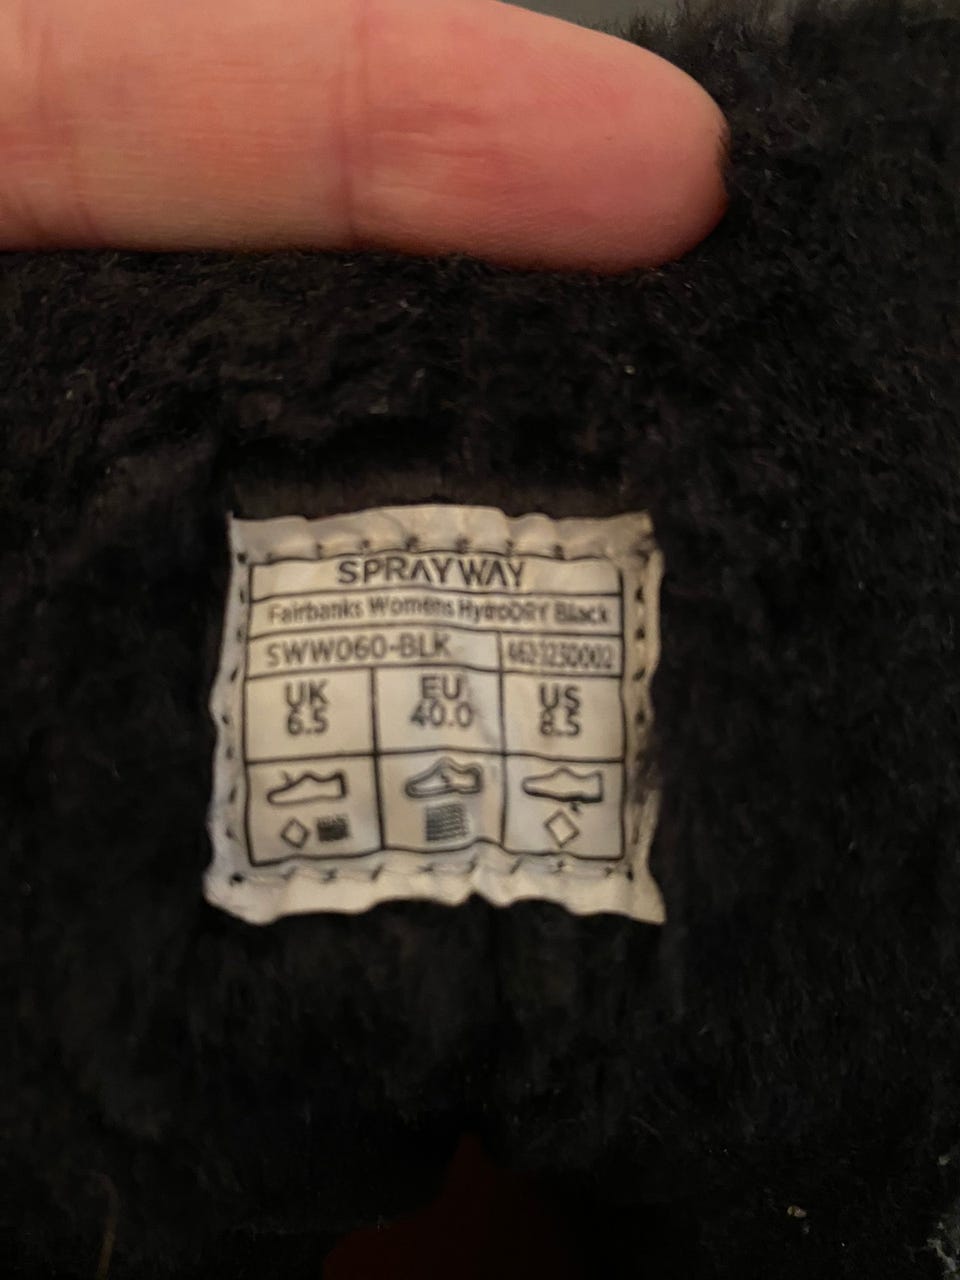 SPRAYWAY
Fairbanks Womens HydroDRY Black
SWW060-BLK
UK EU US
6.5 40.0 8.5